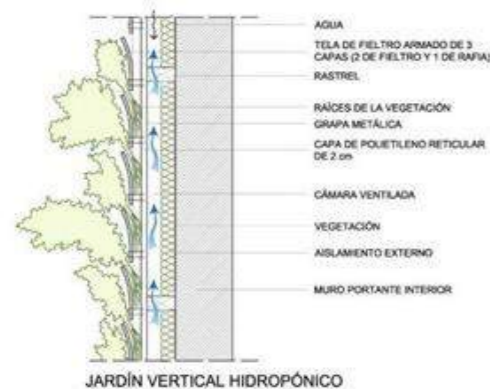 AGUA
TELA DE FIELTRO ARMADO DE 3
CAPAS (2 DE FIELTRO Y 1 DE RAFIA)
RASTREL
RAÍCES DE LA VEGETACIÓN
GRAPA METÁLICA
CAPA DE POLIETILENO RETICULAR
DE 2 cm
CÁMARA VENTILADA
VEGETACIÓN
AISLAMIENTO EXTERNO
MURO PORTANTE INTERIOR
JARDÍN VERTICAL HIDROPÓNICO